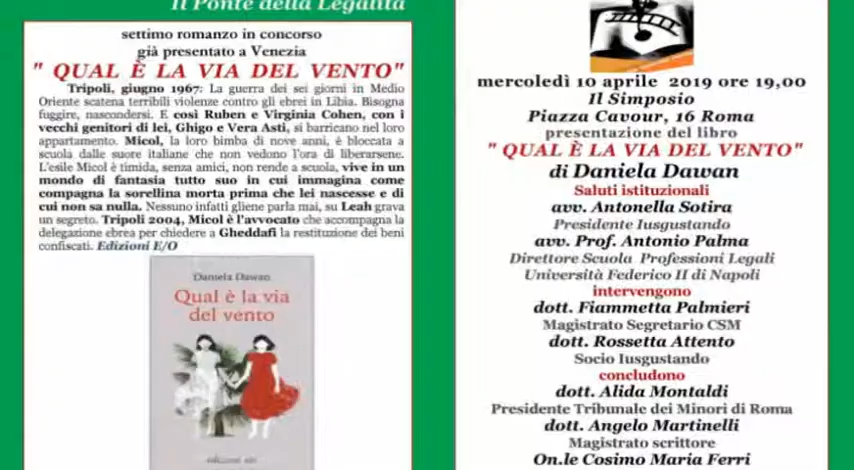 Il Ponte della Legalità
settimo romanzo in concorso
già presentato a Venezia
" QUAL È LA VIA DEL VENTO"
Tripoli, giugno 1967: La guerra dei sei giorni in Medio
Oriente scatena terribili violenze contro gli ebrei in Libia. Bisogna
fuggire, nascondersi. E così Ruben e Virginia Cohen, con i
vecchi genitori di lei, Ghigo e Vera Asti, si barricano nel loro
appartamento. Micol, la loro bimba di nove anni, è bloccata a
scuola dalle suore italiane che non vedono l'ora di liberarsene.
L'esile Micol è timida, senza amici, non rende a scuola, vive in un
mondo di fantasia tutto suo in cui immagina come
compagna la sorellina morta prima che lei nascesse e di
cui non sa nulla. Nessuno infatti gliene parla mai, su Leah grava
un segreto. Tripoli 2004, Micol è l'avvocato che accompagna la
delegazione ebrea per chiedere a Gheddafi la restituzione dei beni
confiscati. Edizioni E/O
Daniela Dawan
Qual è la via
del vento
edizioni e/o
mercoledì 10 aprile 2019 ore 19,00
Il Simposio
Piazza Cavour, 16 Roma
presentazione del libro
" QUAL È LA VIA DEL VENTO"
di Daniela Dawan
Saluti istituzionali
avv. Antonella Sotira
Presidente Iusgustando
avv. Prof. Antonio Palma
Direttore Scuola Professioni Legali
Università Federico II di Napoli
intervengono
dott. Fiammetta Palmieri
Magistrato Segretario CSM
dott. Rossetta Attento
Socio Iusgustando
concludono
dott. Alida Montaldi
Presidente Tribunale dei Minori di Roma
dott. Angelo Martinelli
Magistrato scrittore
On.le Cosimo Maria Ferri